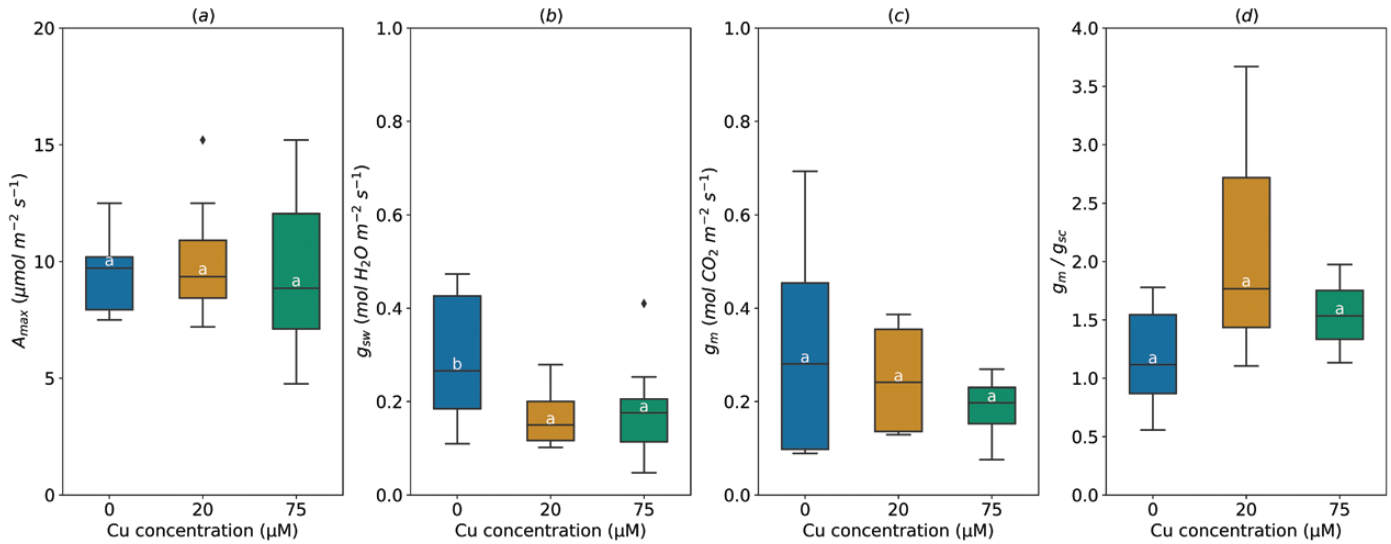 (a)
20
15
10
5
0
A_max (μmol m⁻² s⁻¹)
a
a
a
0 20 75
Cu concentration (μM)
(b)
1.0
0.8
0.6
0.4
0.2
0.0
g_sw (mol H₂O m⁻² s⁻¹)
b
a
a
0 20 75
Cu concentration (μM)
(c)
1.0
0.8
0.6
0.4
0.2
0.0
g_m (mol CO₂ m⁻² s⁻¹)
a
a
a
0 20 75
Cu concentration (μM)
(d)
4.0
3.5
3.0
2.5
2.0
1.5
1.0
0.5
0.0
g_m / g_sc
a
a
a
0 20 75
Cu concentration (μM)